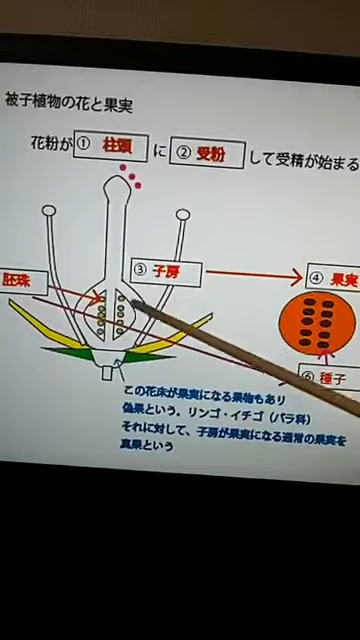 被子植物の花と果実
花粉が① 柱頭 に② 受粉 して受精が始まる
③ 子房
④ 果実
胚珠
⑥ 種子
この花床が果実になる果物もあり
偽果という。リンゴ・イチゴ（バラ科）
それに対して、子房が果実になる通常の果実を
真果という